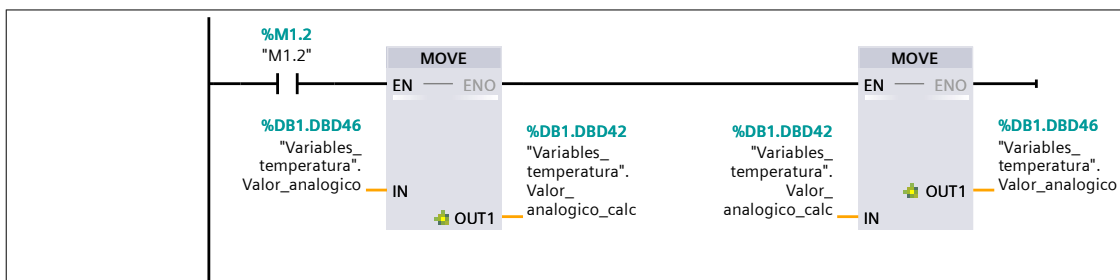 %M1.2
"M1.2"
MOVE
EN
ENO
%DB1.DBD46
"Variables_
temperatura".
Valor_analogico
IN
OUT1
%DB1.DBD42
"Variables_
temperatura".
Valor_
analogico_calc
MOVE
EN
ENO
%DB1.DBD42
"Variables_
temperatura".
Valor_
analogico_calc
IN
OUT1
%DB1.DBD46
"Variables_
temperatura".
Valor_analogico